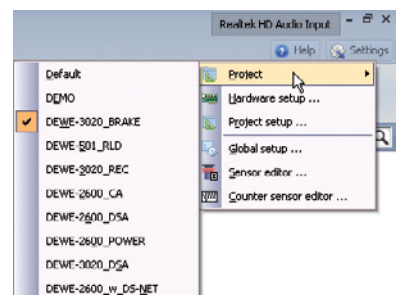 Realtek HD Audio Input
Help Settings
Project
Hardware setup ...
Project setup ...
Global setup ...
Sensor editor ...
Counter sensor editor ...
Default
DEMO
DEWE-3020_BRAKE
DEWE-501_RLD
DEWE-3020_REC
DEWE-2600_CA
DEWE-2600_DSA
DEWE-2600_POWER
DEWE-3020_DSA
DEWE-2600_w_DS-NET